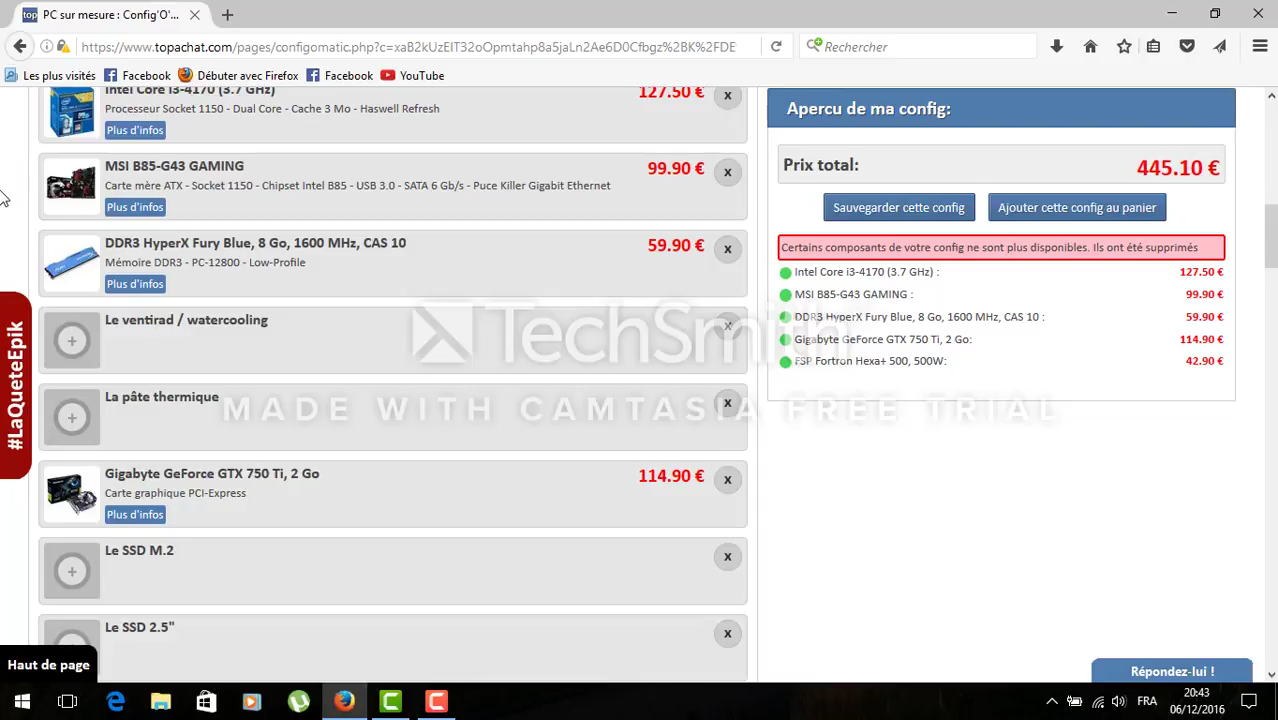 top PC sur mesure : Config'O'...
https://www.topachat.com/pages/configomatic.php?c=xaB2kUzEIT32oOpmtahp8a5jaLn2Ae6D0Cfbgz%2BK%2FDE
Rechercher
Les plus visités Facebook Débuter avec Firefox Facebook YouTube
Intel Core i3-4170 (3.7 GHz) 127.50 € x
Processeur Socket 1150 - Dual Core - Cache 3 Mo - Haswell Refresh
Plus d'infos
MSI B85-G43 GAMING 99.90 € x
Carte mère ATX - Socket 1150 - Chipset Intel B85 - USB 3.0 - SATA 6 Gb/s - Puce Killer Gigabit Ethernet
Plus d'infos
DDR3 HyperX Fury Blue, 8 Go, 1600 MHz, CAS 10 59.90 € x
Mémoire DDR3 - PC-12800 - Low-Profile
Plus d'infos
Le ventirad / watercooling x
La pâte thermique x
Gigabyte GeForce GTX 750 Ti, 2 Go 114.90 € x
Carte graphique PCI-Express
Plus d'infos
Le SSD M.2 x
Le SSD 2.5" x
#LaQueteEpik
Haut de page
Apercu de ma config:
Prix total: 445.10 €
Sauvegarder cette config Ajouter cette config au panier
Certains composants de votre config ne sont plus disponibles. Ils ont été supprimés
Intel Core i3-4170 (3.7 GHz) : 127.50 €
MSI B85-G43 GAMING : 99.90 €
DDR3 HyperX Fury Blue, 8 Go, 1600 MHz, CAS 10 : 59.90 €
Gigabyte GeForce GTX 750 Ti, 2 Go: 114.90 €
FSP Fortron Hexa+ 500, 500W: 42.90 €
Répondez-lui !
TechSmith
MADE WITH CAMTASIA FREE TRIAL
FRA
20:43
06/12/2016